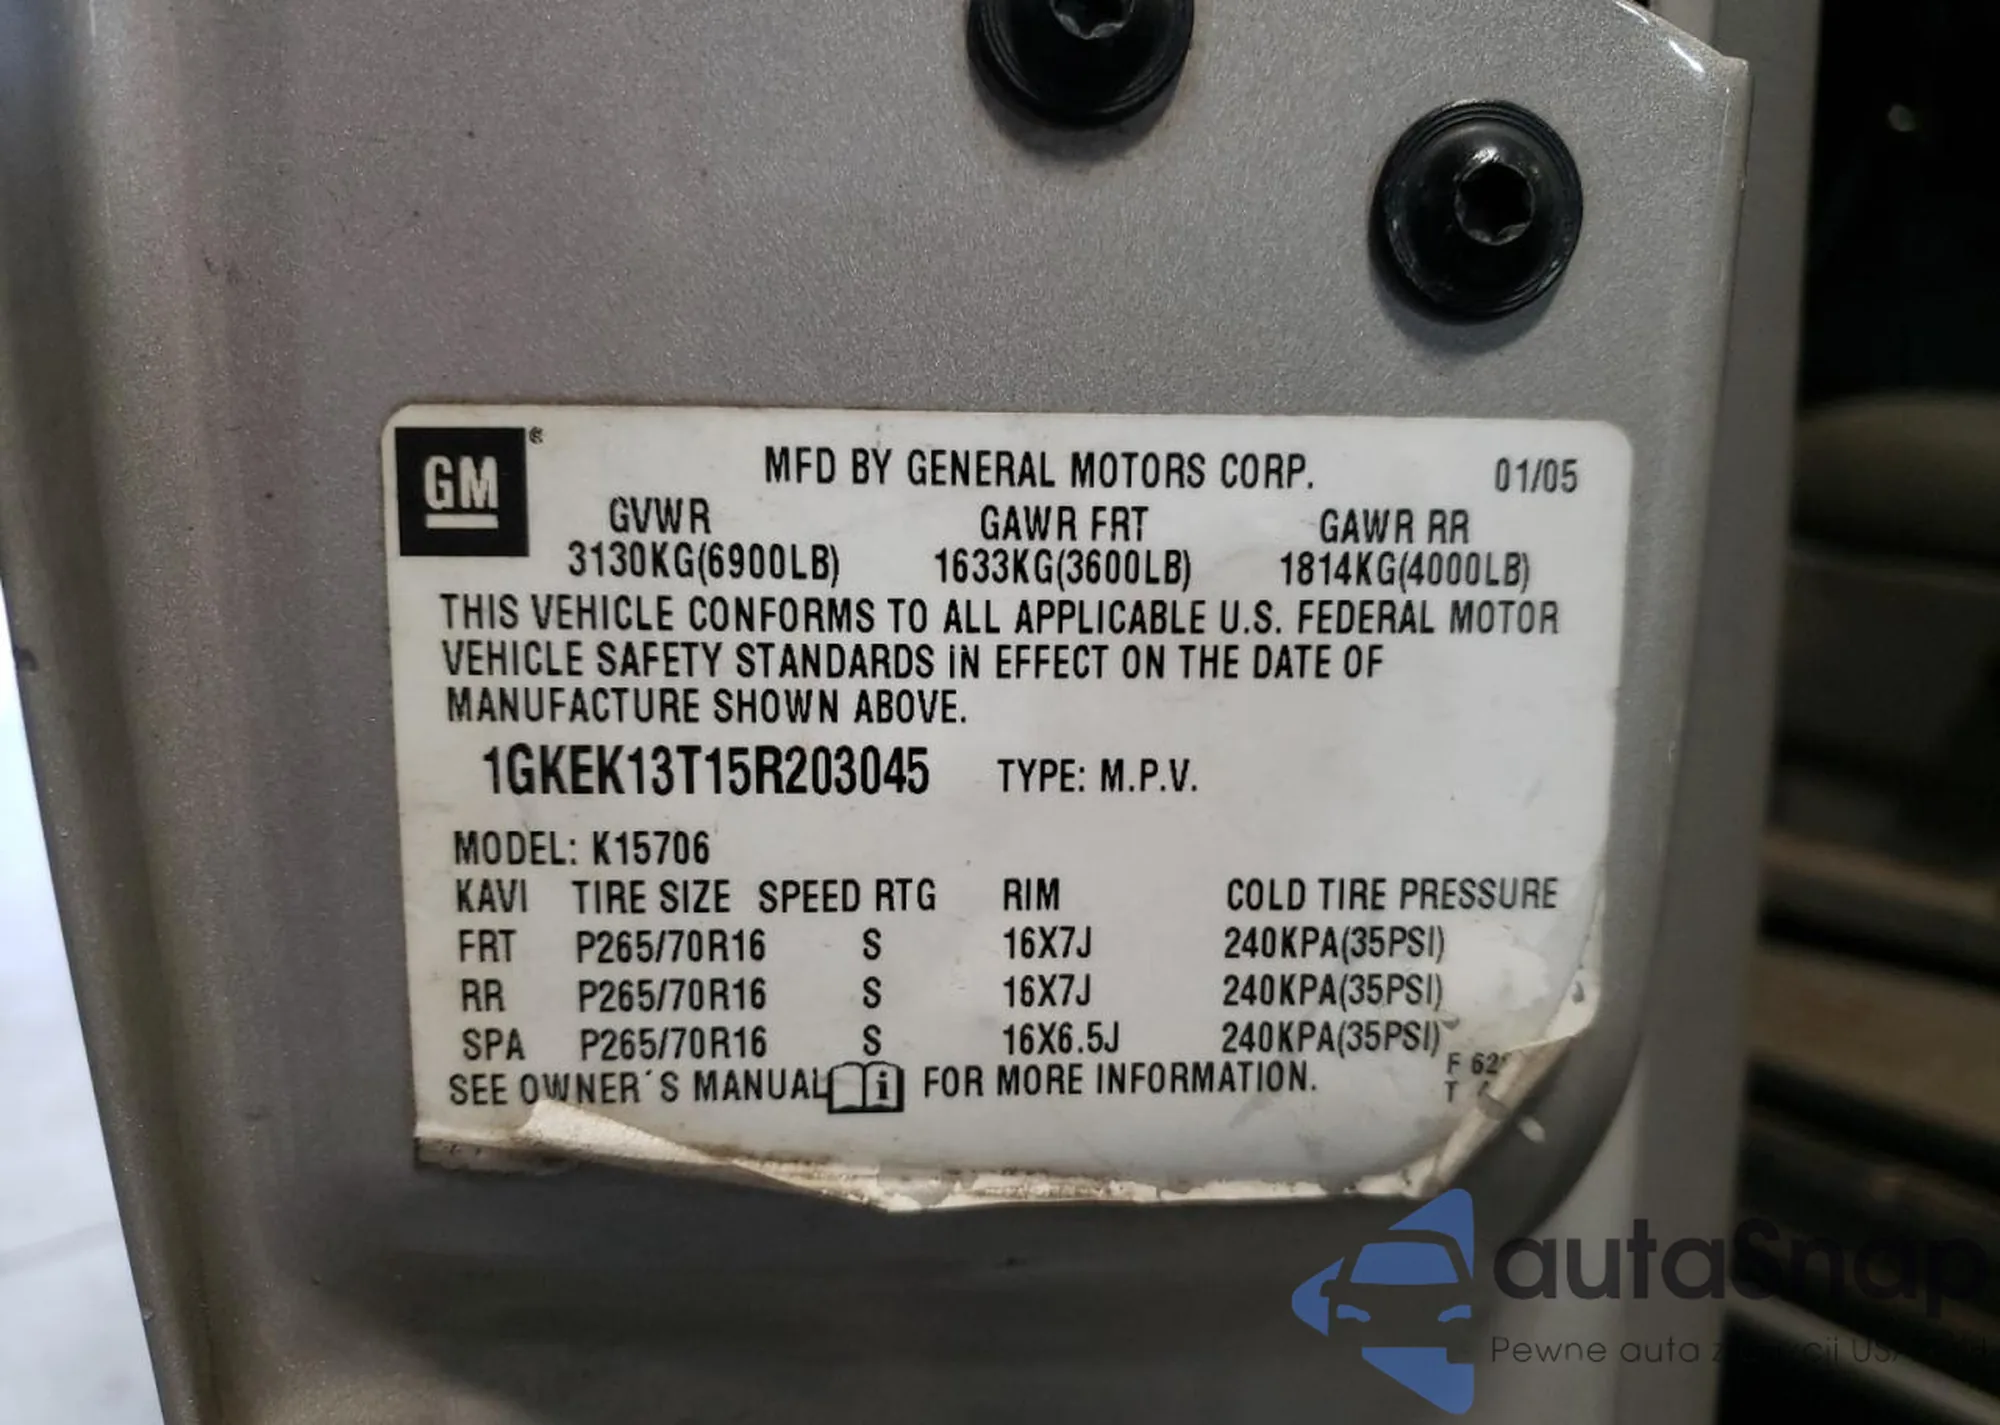 GM®
MFD BY GENERAL MOTORS CORP. 01/05
GVWR GAWR FRT GAWR RR
3130KG(6900LB) 1633KG(3600LB) 1814KG(4000LB)
THIS VEHICLE CONFORMS TO ALL APPLICABLE U.S. FEDERAL MOTOR
VEHICLE SAFETY STANDARDS IN EFFECT ON THE DATE OF
MANUFACTURE SHOWN ABOVE.
1GKEK13T15R203045 TYPE: M.P.V.
MODEL: K15706
KAVI TIRE SIZE SPEED RTG RIM COLD TIRE PRESSURE
FRT P265/70R16 S 16X7J 240KPA(35PSI)
RR P265/70R16 S 16X7J 240KPA(35PSI)
SPA P265/70R16 S 16X6.5J 240KPA(35PSI)
F
SEE OWNER´S MANUAL i FOR MORE INFORMATION.
T
autaSnap
Pewne auta z